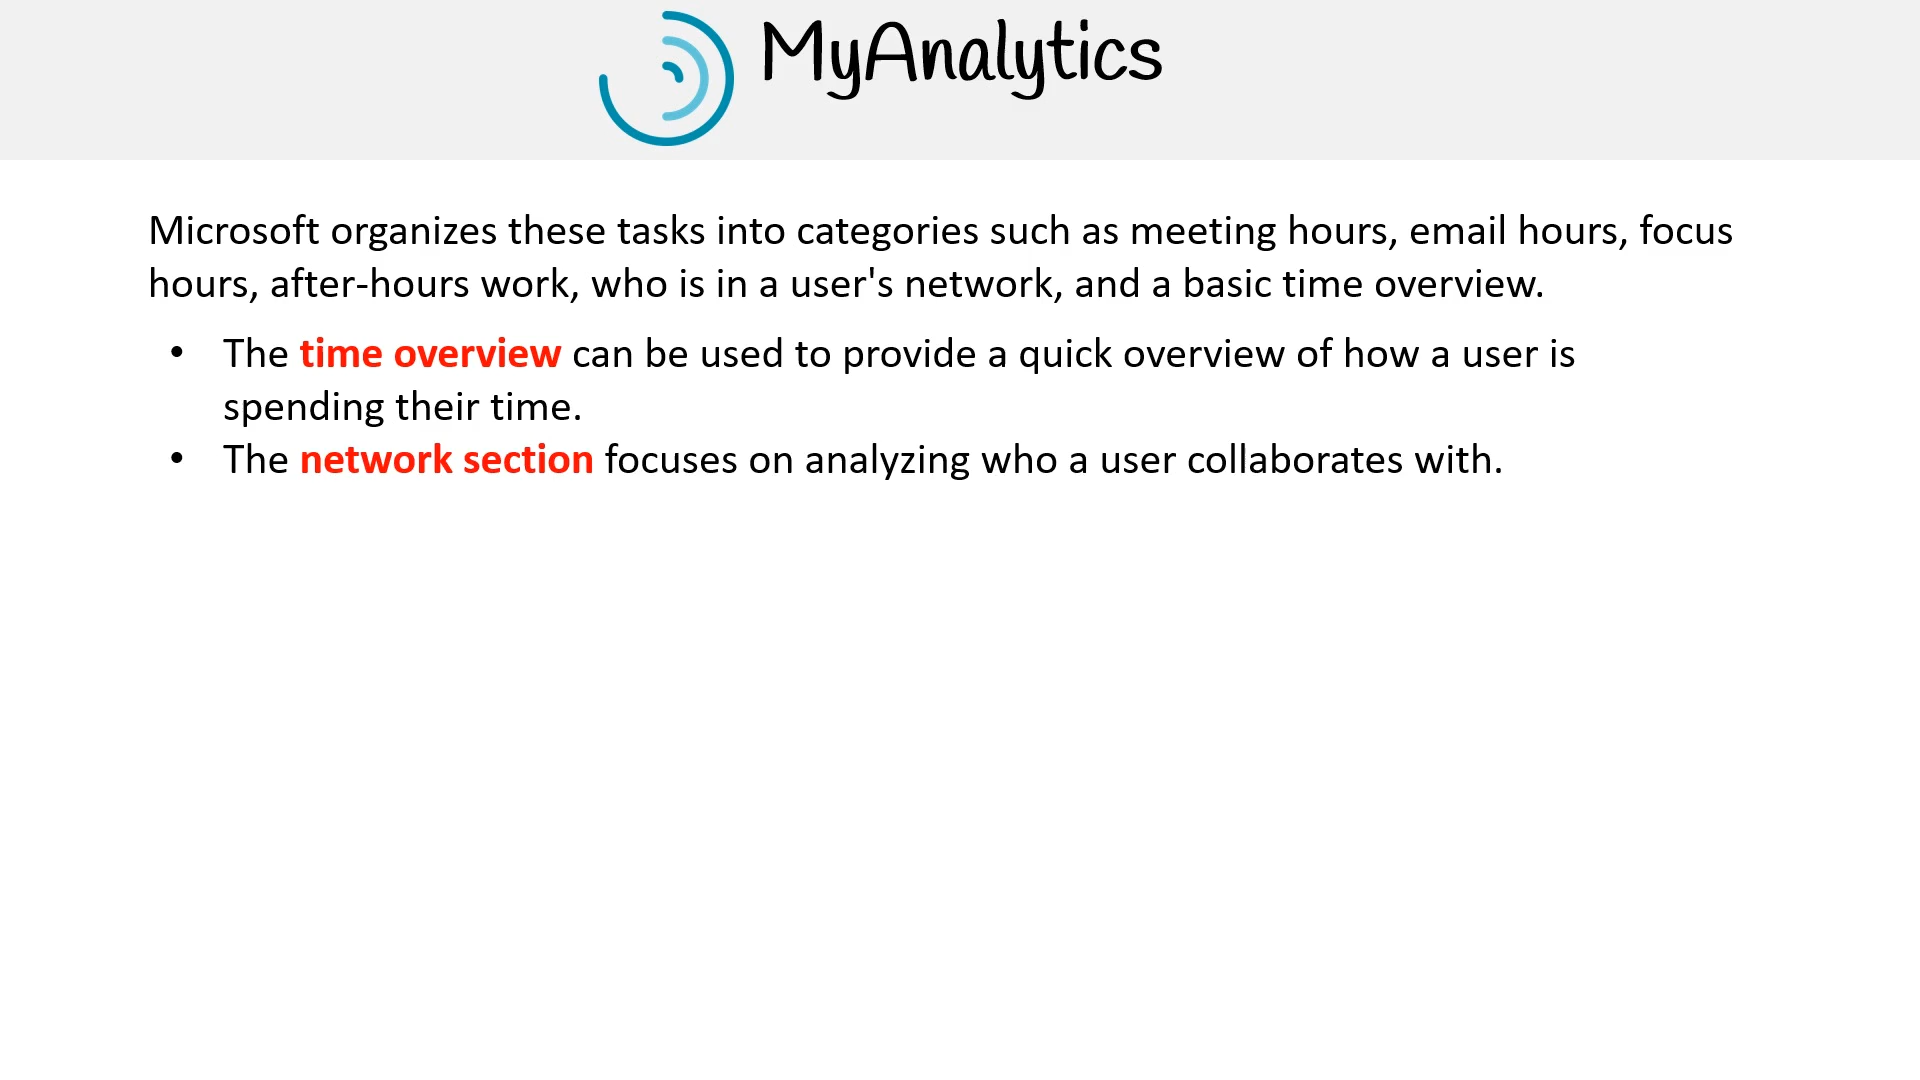 MyAnalytics
Microsoft organizes these tasks into categories such as meeting hours, email hours, focus
hours, after-hours work, who is in a user's network, and a basic time overview.
• The time overview can be used to provide a quick overview of how a user is
spending their time.
• The network section focuses on analyzing who a user collaborates with.